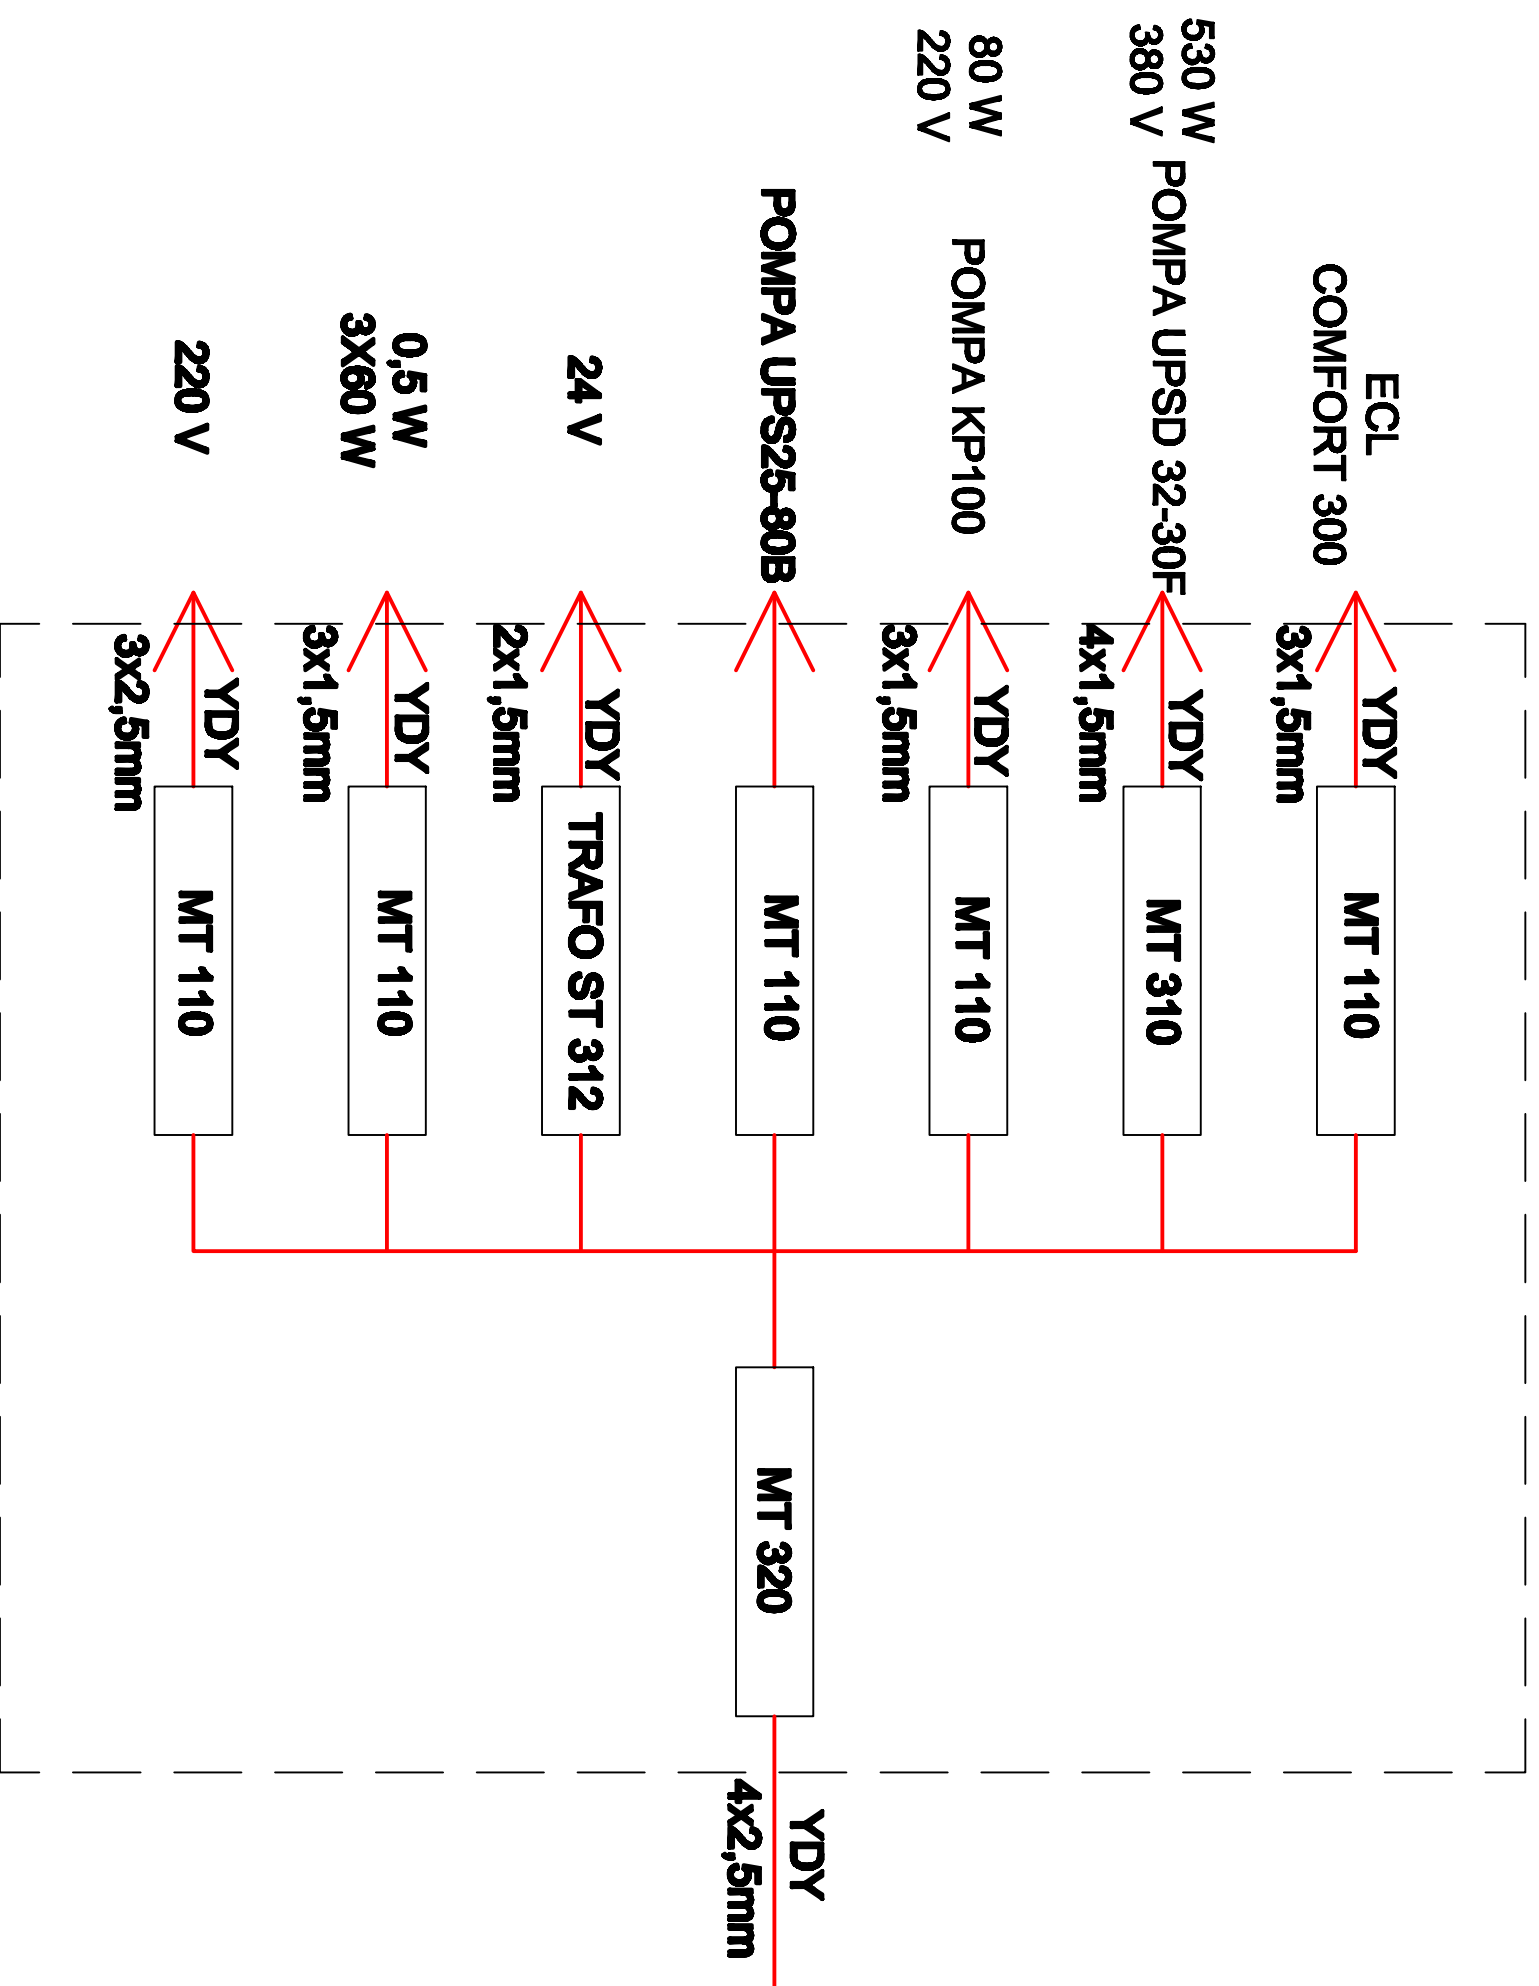 ECL
COMFORT 300
YDY
3x1,5mm
MT 110
530 W
380 V
POMPA UPSD 32-30F
YDY
4x1,5mm
MT 310
80 W
220 V
POMPA KP100
YDY
3x1,5mm
MT 110
POMPA UPS25-80B
MT 110
24 V
YDY
2x1,5mm
TRAFO ST 312
0,5 W
3X60 W
YDY
3x1,5mm
MT 110
220 V
YDY
3x2,5mm
MT 110
MT 320
YDY
4x2,5mm